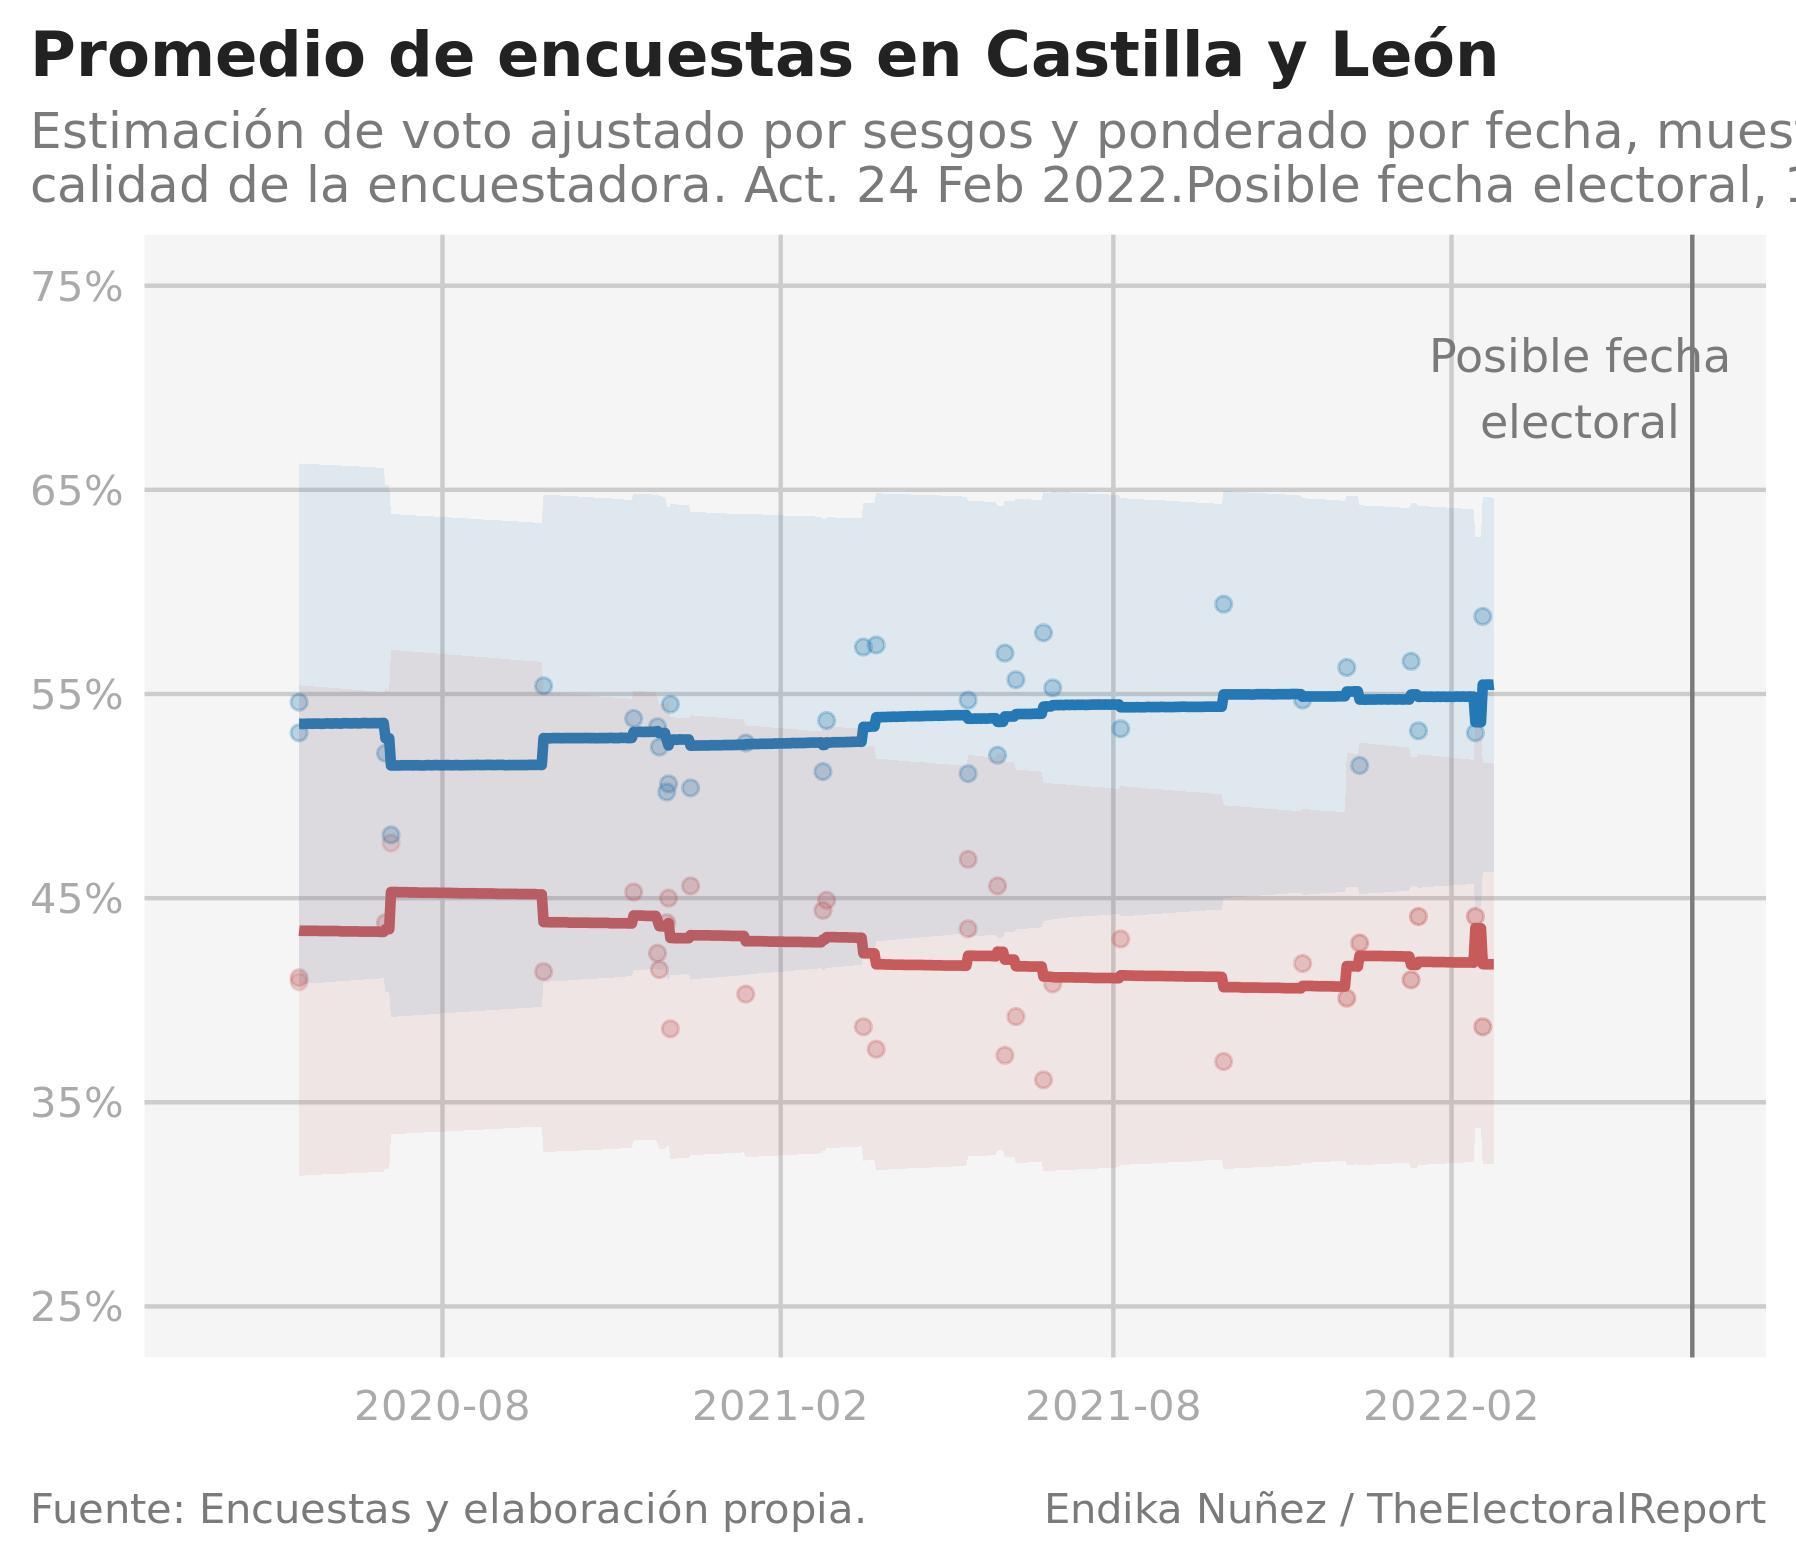 Promedio de encuestas en Castilla y León
Estimación de voto ajustado por sesgos y ponderado por fecha,
calidad de la encuestadora. Act. 24 Feb 2022.Posible fecha electoral,
75%
Posible fecha
electoral
65%
55%
45%
35%
25%
2020-08 2021-02 2021-08 2022-02
Fuente: Encuestas y elaboración propia. Endika Nuñez / TheElectoralReport